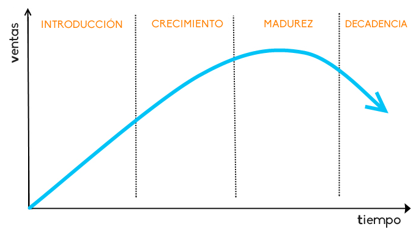 ventas
INTRODUCCIÓN
CRECIMIENTO
MADUREZ
DECADENCIA
tiempo